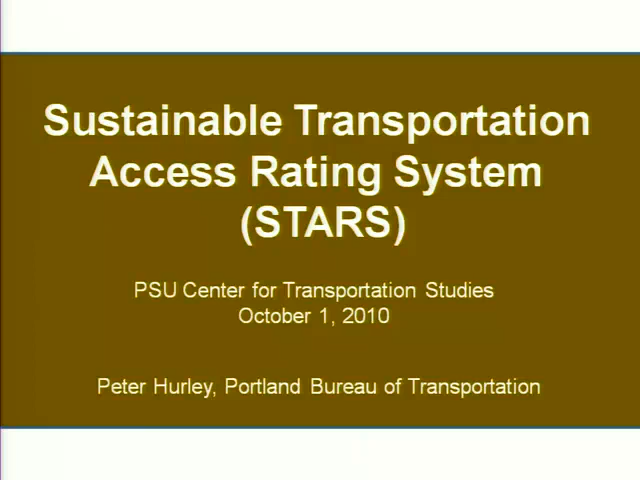 Sustainable Transportation
Access Rating System
(STARS)
PSU Center for Transportation Studies
October 1, 2010
Peter Hurley, Portland Bureau of Transportation